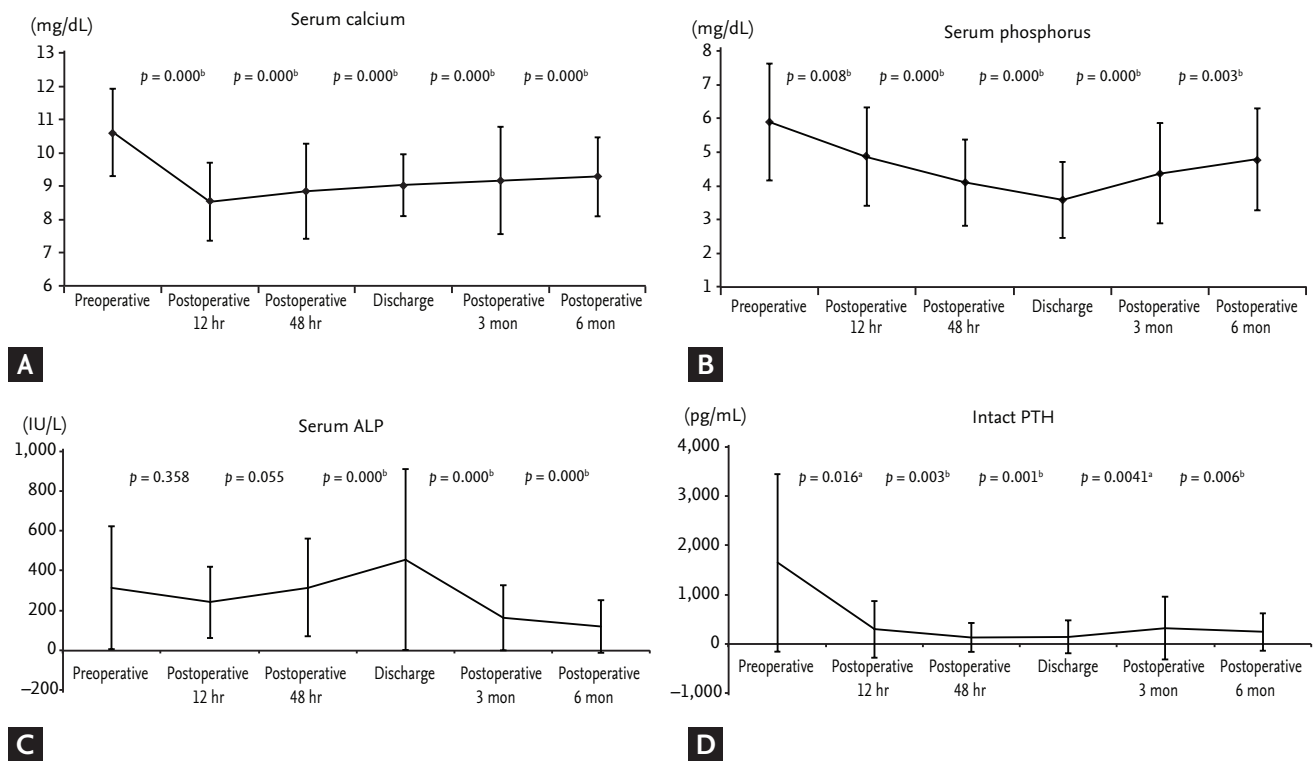 Serum calcium
(mg/dL)
13
12
11
10
9
8
7
6
p = 0.000ᵇ p = 0.000ᵇ p = 0.000ᵇ p = 0.000ᵇ p = 0.000ᵇ
Preoperative Postoperative Postoperative Discharge Postoperative Postoperative
12 hr 48 hr 3 mon 6 mon
A
Serum phosphorus
(mg/dL)
8
7
6
5
4
3
2
1
p = 0.008ᵇ p = 0.000ᵇ p = 0.000ᵇ p = 0.000ᵇ p = 0.003ᵇ
Preoperative Postoperative Postoperative Discharge Postoperative Postoperative
12 hr 48 hr 3 mon 6 mon
B
Serum ALP
(IU/L)
1,000
800
600
400
200
0
–200
p = 0.358 p = 0.055 p = 0.000ᵇ p = 0.000ᵇ p = 0.000ᵇ
Preoperative Postoperative Postoperative Discharge Postoperative Postoperative
12 hr 48 hr 3 mon 6 mon
C
Intact PTH
(pg/mL)
4,000
3,000
2,000
1,000
0
–1,000
p = 0.016ᵃ p = 0.003ᵇ p = 0.001ᵇ p = 0.0041ᵃ p = 0.006ᵇ
Preoperative Postoperative Postoperative Discharge Postoperative Postoperative
12 hr 48 hr 3 mon 6 mon
D